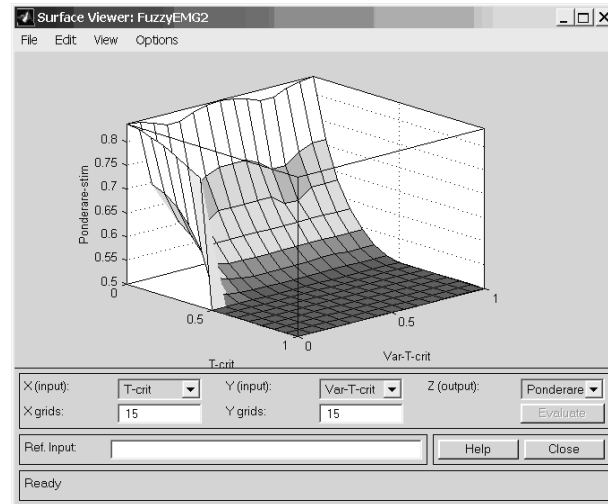 Surface Viewer: FuzzyEMG2
File Edit View Options
0.8
0.75
0.7
0.65
0.6
0.55
0.5
Ponderare-stim
0
0.5
1
T-crit
0
0.5
1
Var-T-crit
X (input): T-crit Y (input): Var-T-crit Z (output): Ponderare
X grids: 15 Y grids: 15 Evaluate
Ref. Input: Help Close
Ready